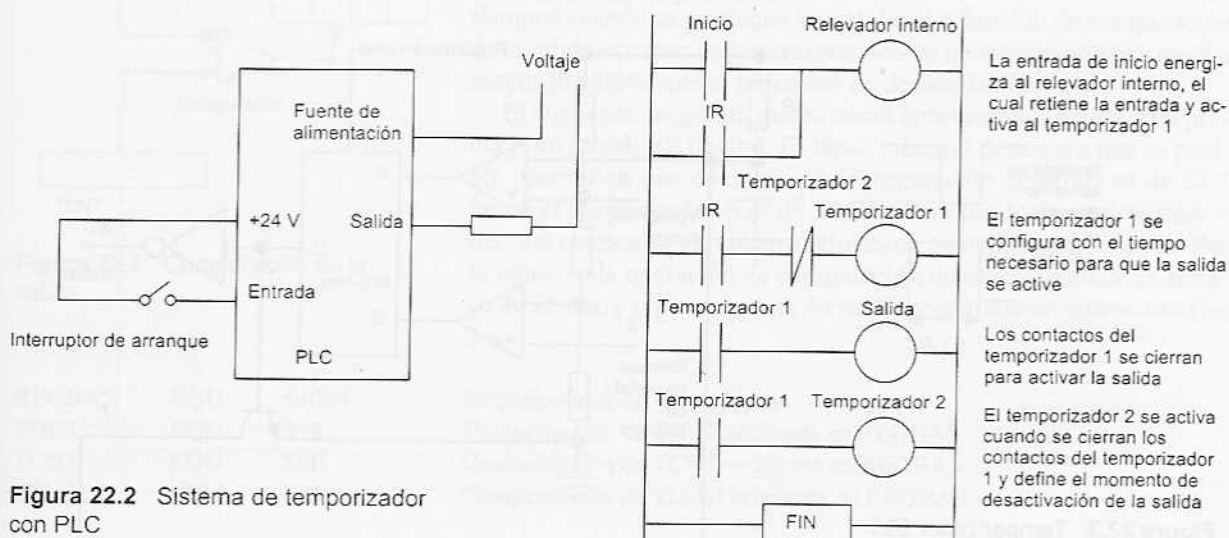 Voltaje
Fuente de
alimentación
+24 V
Salida
Entrada
Interruptor de arranque
PLC
Figura 22.2 Sistema de temporizador
con PLC
Inicio
Relevador interno
IR
Temporizador 2
IR
Temporizador 1
Temporizador 1
Salida
Temporizador 1
Temporizador 2
FIN
La entrada de inicio energi-
za al relevador interno, el
cual retiene la entrada y ac-
tiva al temporizador 1
El temporizador 1 se
configura con el tiempo
necesario para que la salida
se active
Los contactos del
temporizador 1 se cierran
para activar la salida
El temporizador 2 se activa
cuando se cierran los
contactos del temporizador
1 y define el momento de
desactivación de la salida